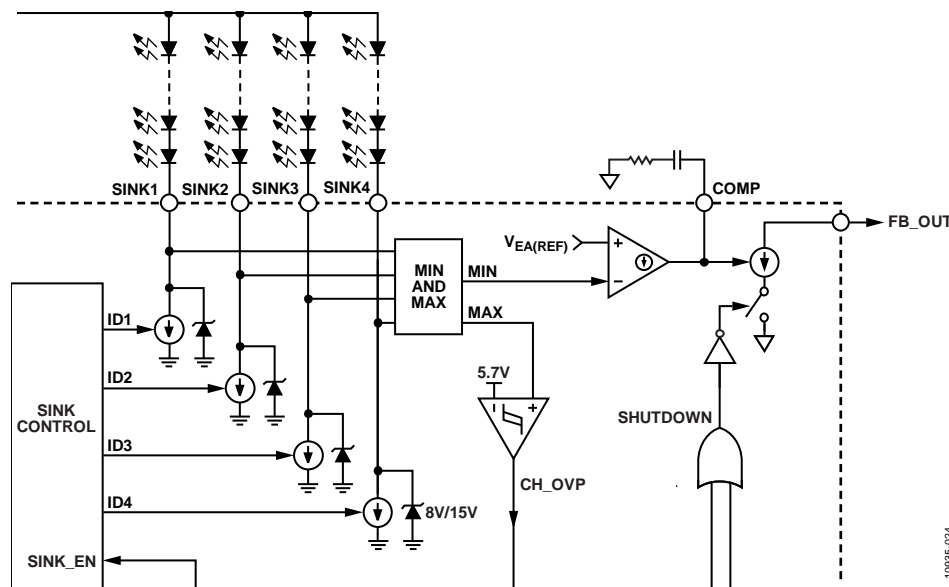 SINK1 SINK2 SINK3 SINK4
COMP
FB_OUT
VEA(REF)
+
−
MIN
AND
MAX
MIN
MAX
ID1
5.7V
− +
ID2
SINK
CONTROL
SHUTDOWN
ID3
CH_OVP
ID4
8V/15V
SINK_EN